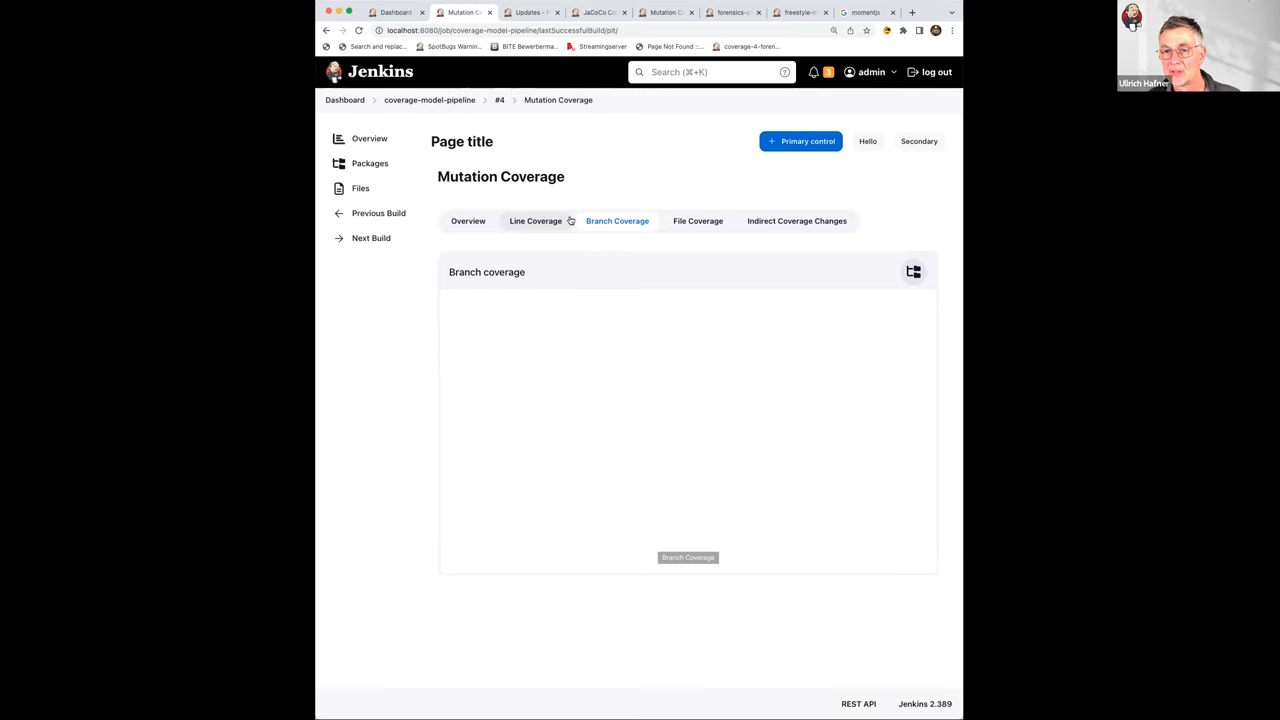 Dashboard
Mutation Co
Updates - P
JaCoCo Co
Mutation Co
forensics-
freestyle-m
momentjs
localhost:8080/job/coverage-model-pipeline/lastSuccessfulBuild/pit/
Search and replac...
SpotBugs Warnin...
BITE Bewerberma...
Streamingserver
Page Not Found ::...
coverage-4-foren...
Jenkins
Search (⌘+K)
3
admin
log out
Dashboard
coverage-model-pipeline
#4
Mutation Coverage
Overview
Packages
Files
Previous Build
Next Build
Page title
+ Primary control
Hello
Secondary
Mutation Coverage
Overview
Line Coverage
Branch Coverage
File Coverage
Indirect Coverage Changes
Branch coverage
Branch Coverage
REST API
Jenkins 2.389
Ullrich Hafner